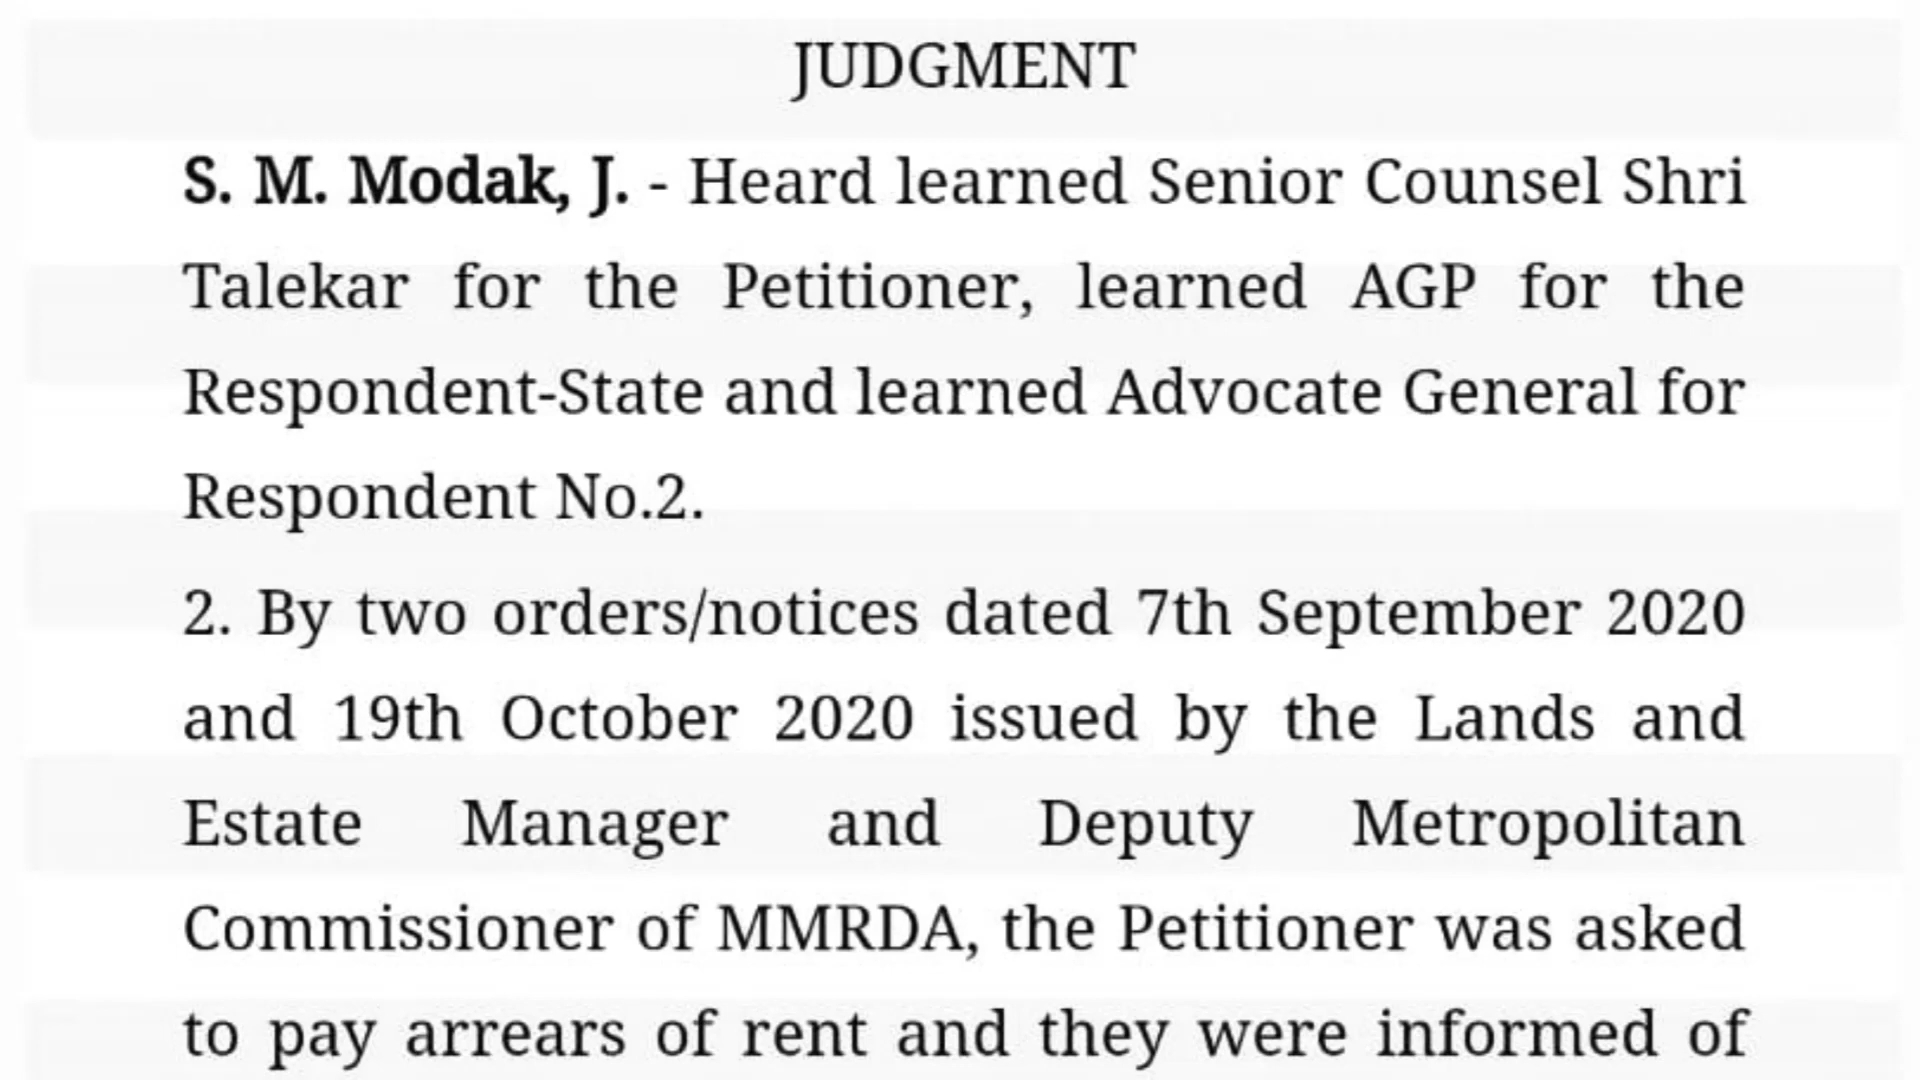 JUDGMENT
S. M. Modak, J. - Heard learned Senior Counsel Shri
Talekar for the Petitioner, learned AGP for the
Respondent-State and learned Advocate General for
Respondent No.2.
2. By two orders/notices dated 7th September 2020
and 19th October 2020 issued by the Lands and
Estate Manager and Deputy Metropolitan
Commissioner of MMRDA, the Petitioner was asked
to pay arrears of rent and they were informed of